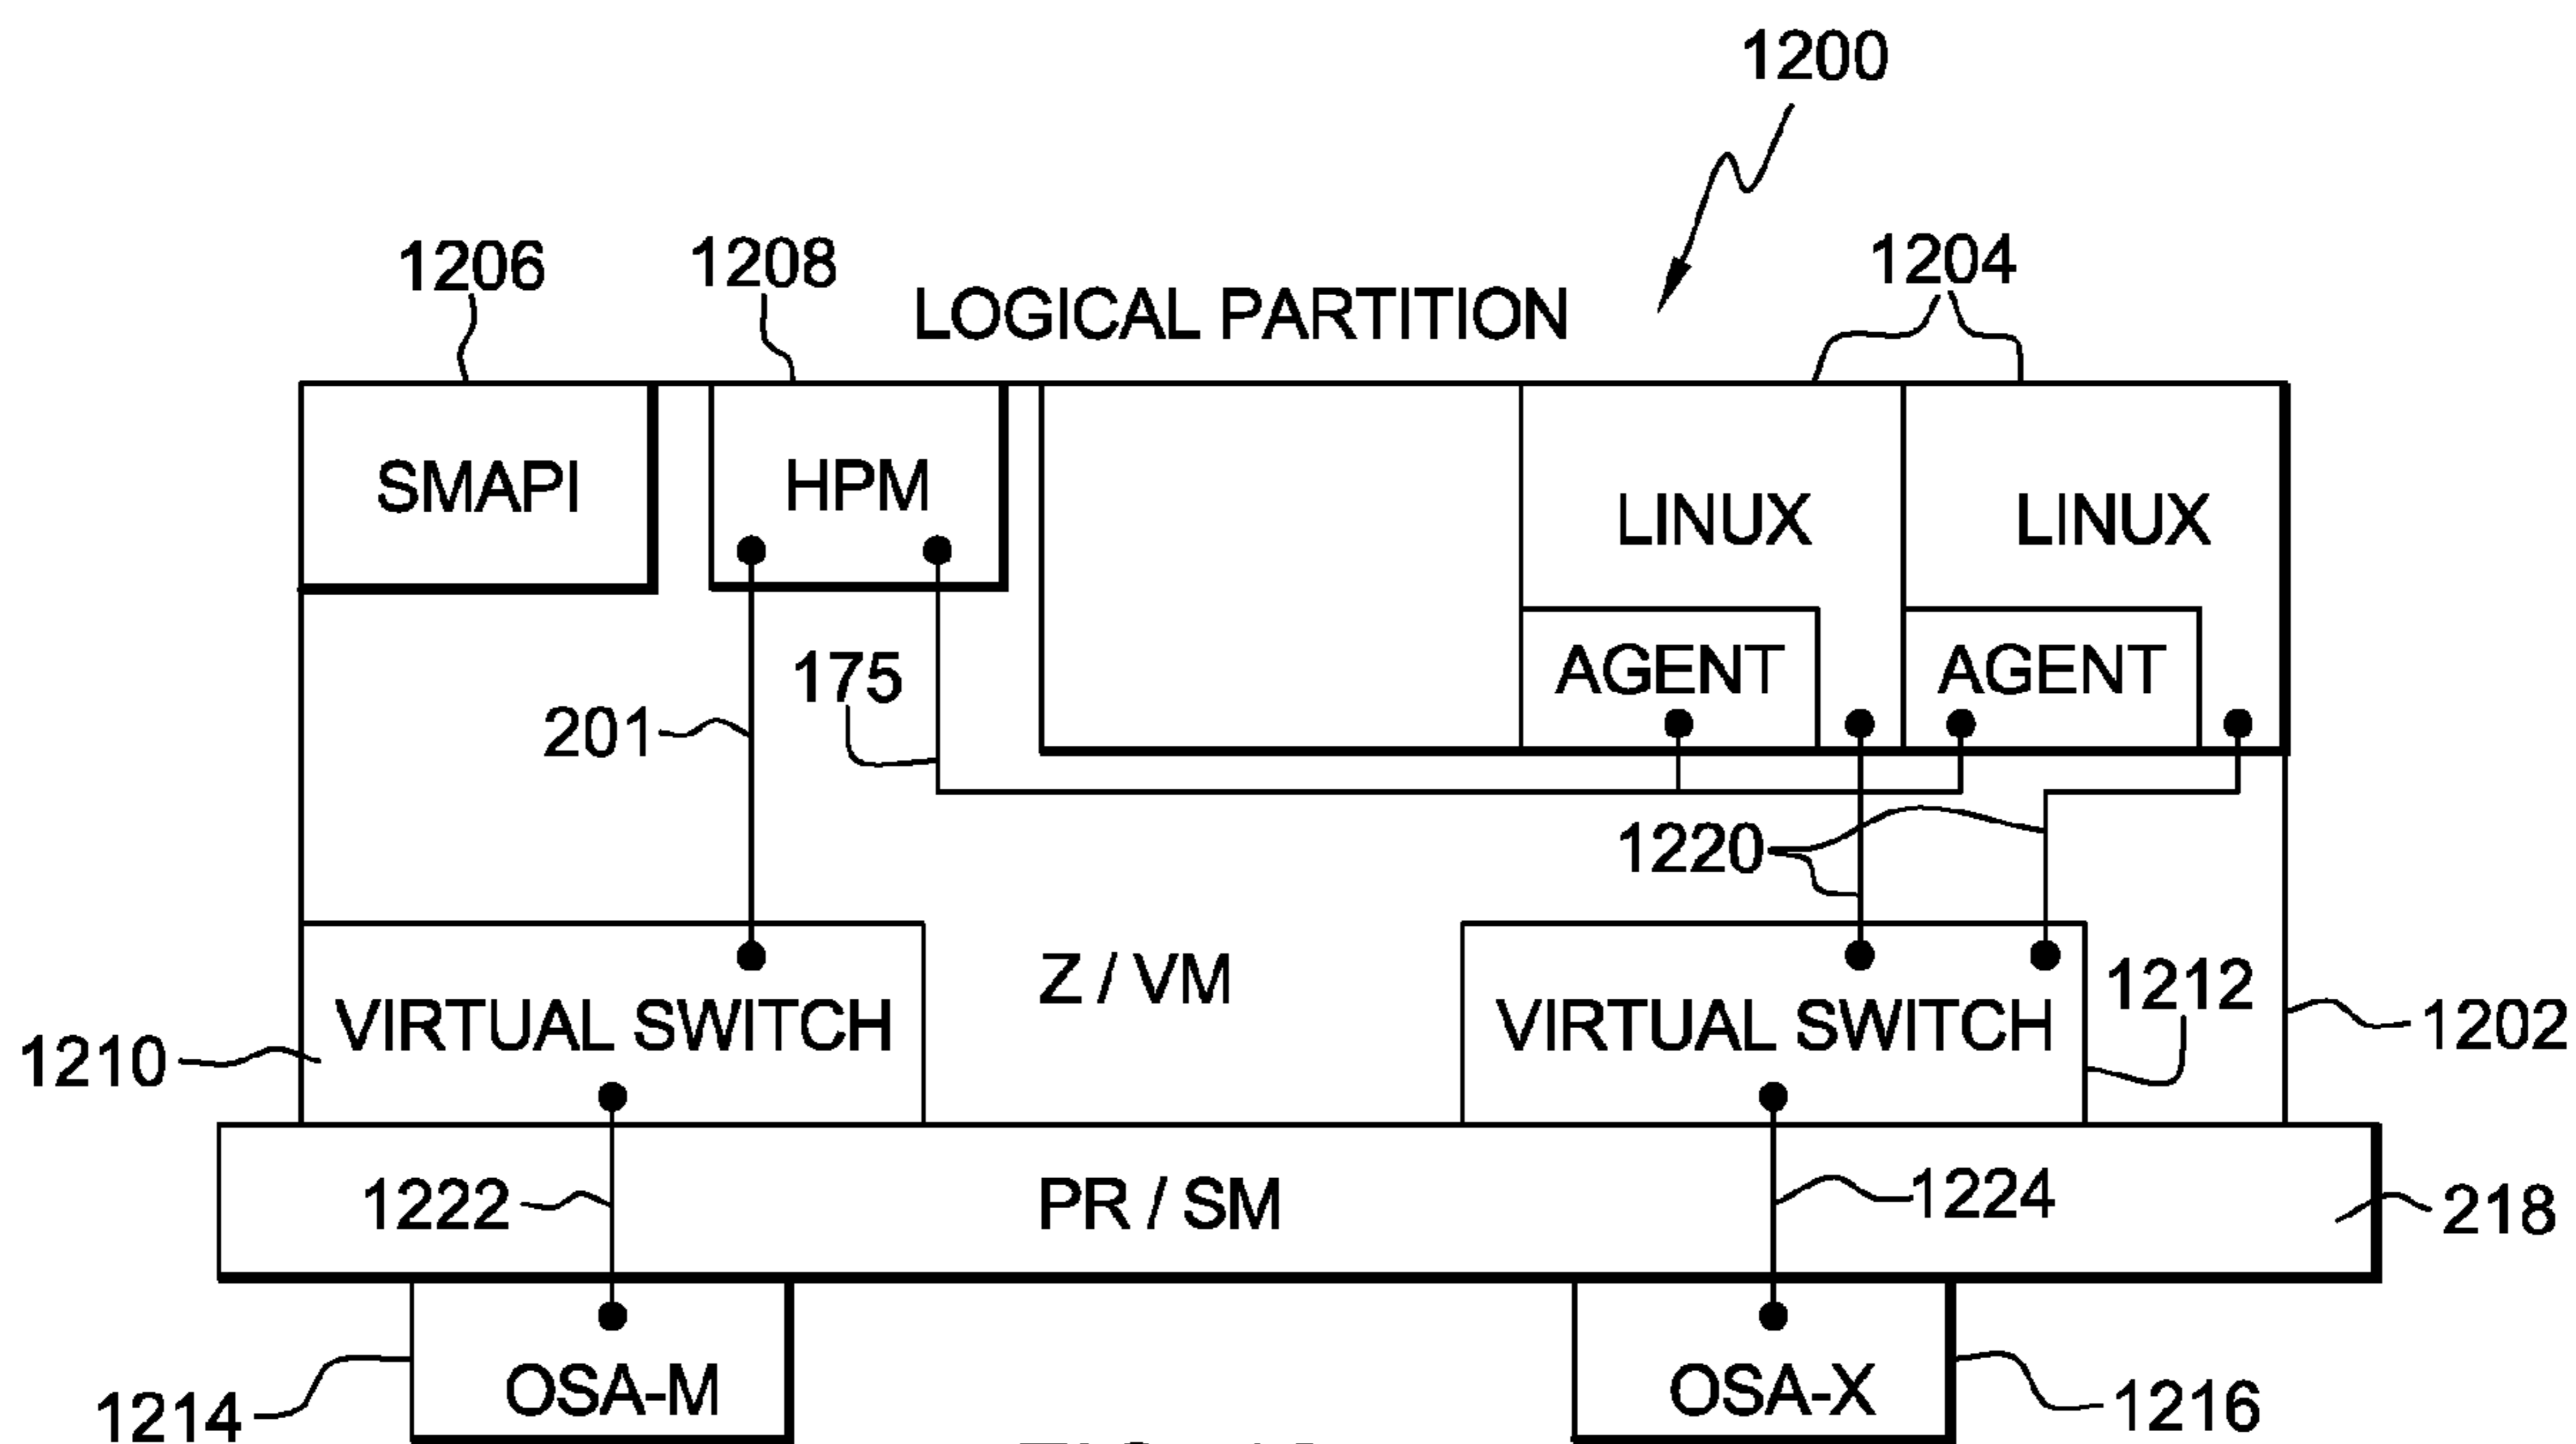 1200
1206
1208
LOGICAL PARTITION
1204
SMAPI
HPM
LINUX
LINUX
AGENT
AGENT
175
201
1220
Z / VM
1212
VIRTUAL SWITCH
VIRTUAL SWITCH
1210
1202
1222
PR / SM
1224
218
OSA-M
OSA-X
1214
1216